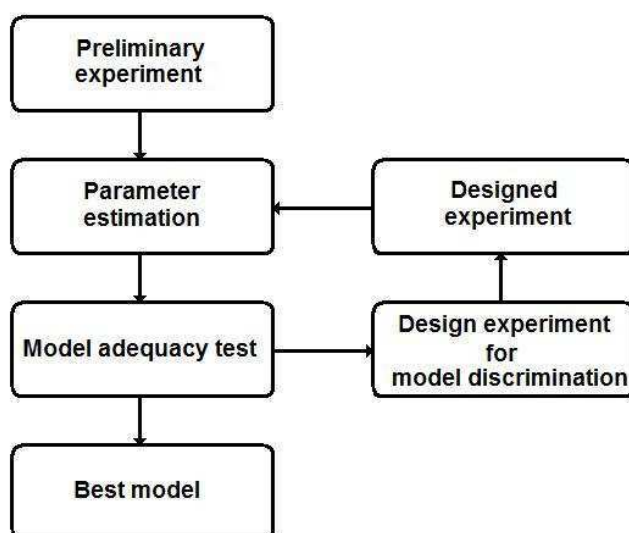 Preliminary
experiment
Parameter
estimation
Designed
experiment
Model adequacy test
Design experiment
for
model discrimination
Best model